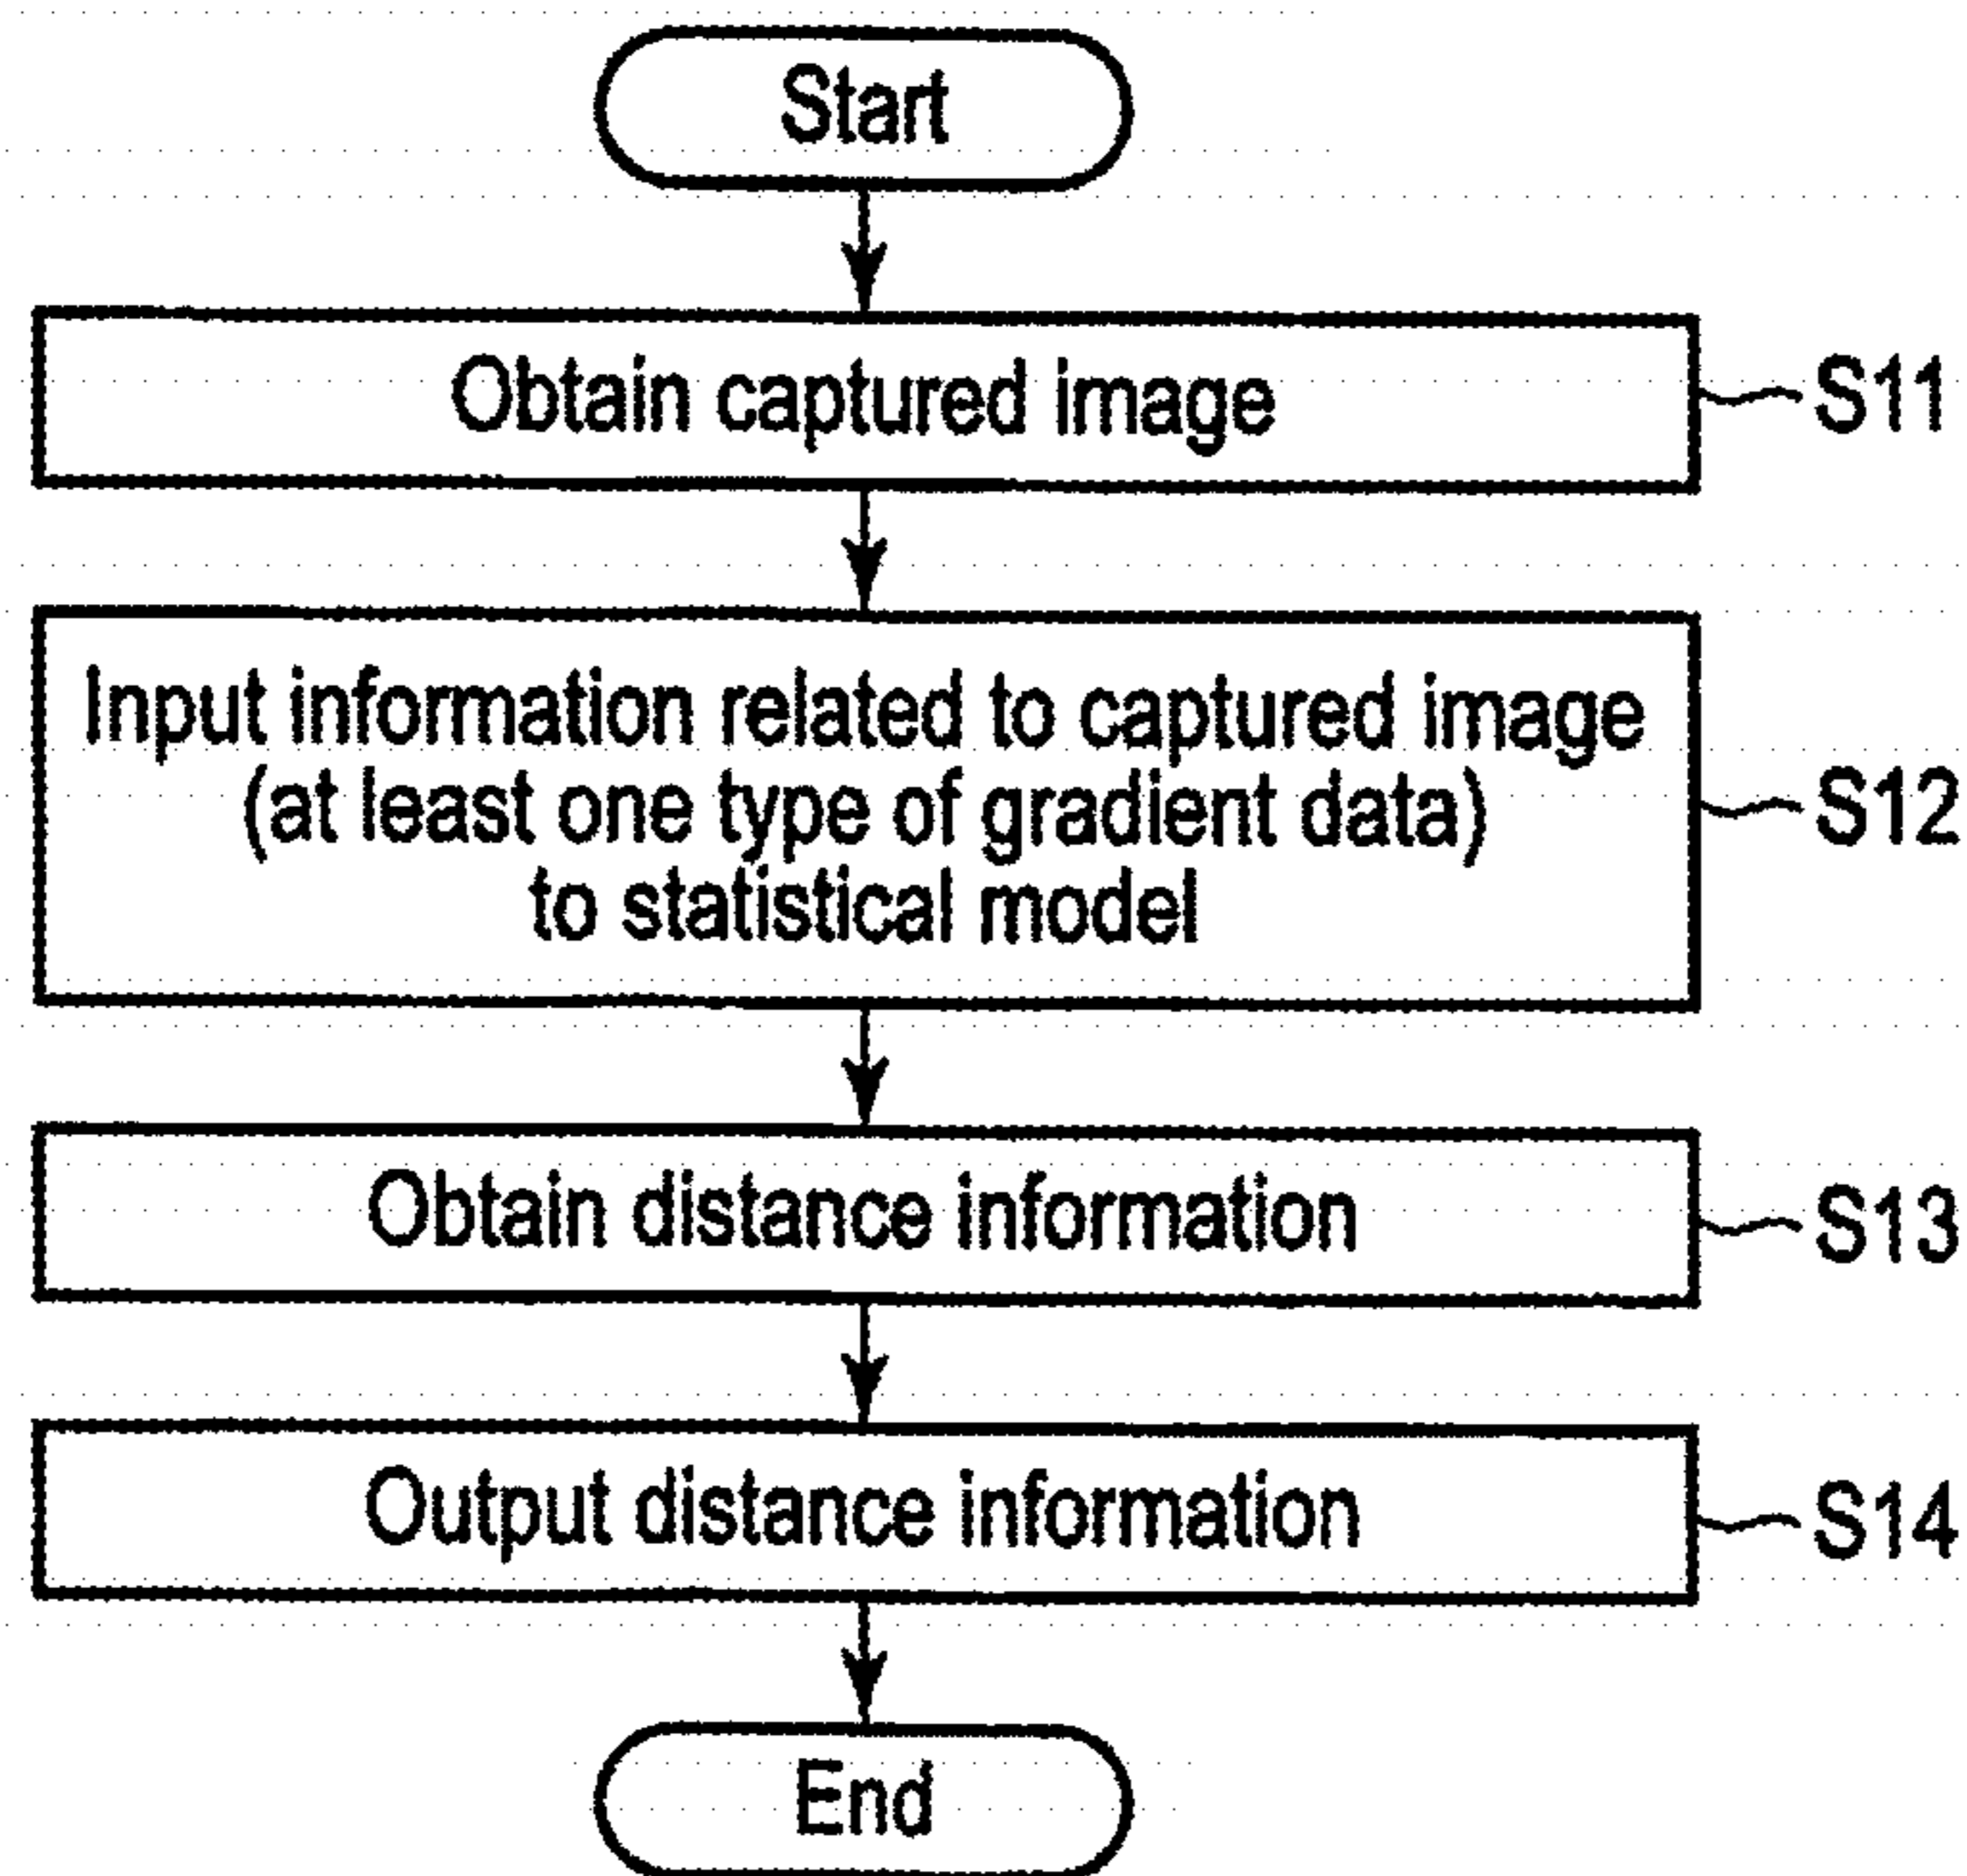 Start
Obtain captured image
S11
Input information related to captured image
(at least one type of gradient data)
to statistical model
S12
Obtain distance information
S13
Output distance information
S14
End